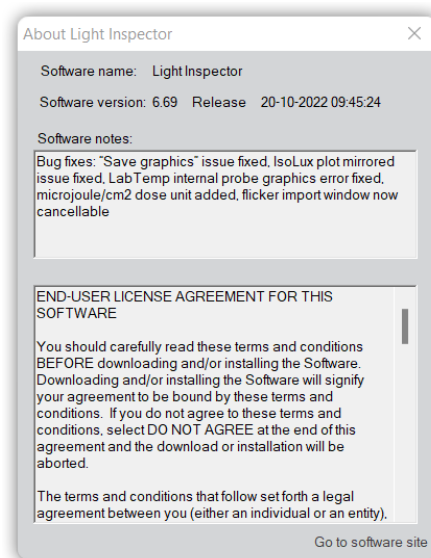 About Light Inspector
Software name: Light Inspector
Software version: 6.69 Release 20-10-2022 09:45:24
Software notes:
Bug fixes: "Save graphics" issue fixed, IsoLux plot mirrored
issue fixed, LabTemp internal probe graphics error fixed,
microjoule/cm2 dose unit added, flicker import window now
cancellable
END-USER LICENSE AGREEMENT FOR THIS
SOFTWARE
You should carefully read these terms and conditions
BEFORE downloading and/or installing the Software.
Downloading and/or installing the Software will signify
your agreement to be bound by these terms and
conditions. If you do not agree to these terms and
conditions, select DO NOT AGREE at the end of this
agreement and the download or installation will be
aborted.
The terms and conditions that follow set forth a legal
agreement between you (either an individual or an entity),
Go to software site